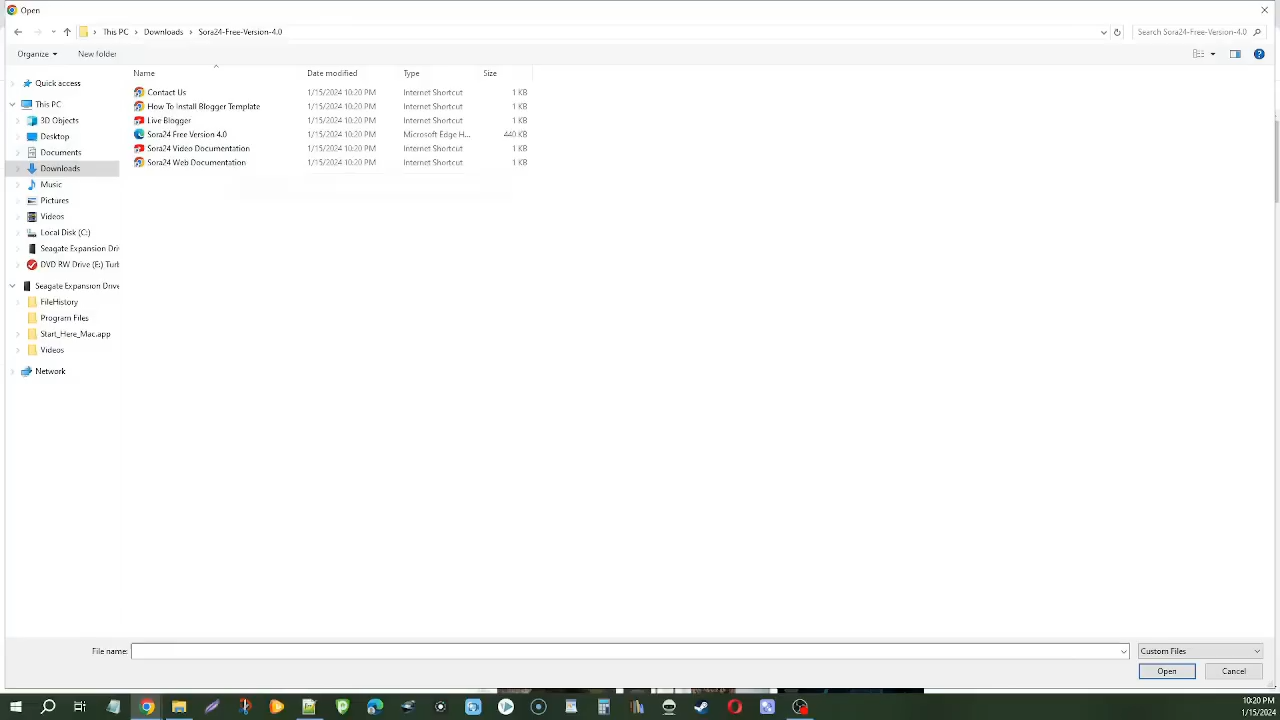 Open
This PC > Downloads > Sora24-Free-Version-4.0
Search Sora24-Free-Version-4.0
Organize
New folder
Name Date modified Type Size
Contact Us 1/15/2024 10:20 PM Internet Shortcut 1 KB
How To Install Blogger Template 1/15/2024 10:20 PM Internet Shortcut 1 KB
Live Blogger 1/15/2024 10:20 PM Internet Shortcut 1 KB
Sora24 Free Version 4.0 1/15/2024 10:20 PM Microsoft Edge H... 440 KB
Sora24 Video Documentation 1/15/2024 10:20 PM Internet Shortcut 1 KB
Sora24 Web Documentation 1/15/2024 10:20 PM Internet Shortcut 1 KB
Quick access
This PC
3D Objects
Desktop
Documents
Downloads
Music
Pictures
Videos
Local Disk (C:)
Seagate Expansion Dri
DVD RW Drive (E:) Turb
Seagate Expansion Drive
FileHistory
Program Files
Start_Here_Mac.app
Videos
Network
File name:
Custom Files
Open
Cancel
10:20 PM
1/15/2024